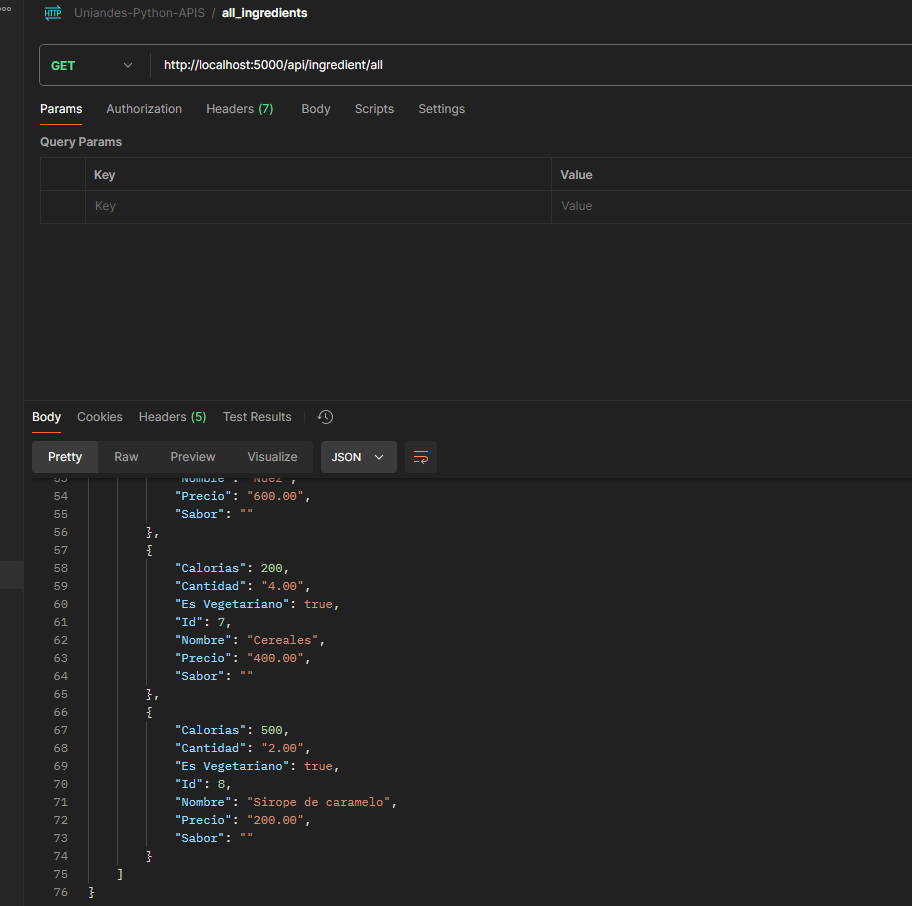 HTTP Uniandes-Python-APIS / all_ingredients
GET http://localhost:5000/api/ingredient/all
Params Authorization Headers (7) Body Scripts Settings
Query Params
Key Value
Key Value
Body Cookies Headers (5) Test Results
Pretty Raw Preview Visualize JSON
53 "Nombre": "Nuez",
54 "Precio": "600.00",
55 "Sabor": ""
56 },
57 {
58 "Calorias": 200,
59 "Cantidad": "4.00",
60 "Es Vegetariano": true,
61 "Id": 7,
62 "Nombre": "Cereales",
63 "Precio": "400.00",
64 "Sabor": ""
65 },
66 {
67 "Calorias": 500,
68 "Cantidad": "2.00",
69 "Es Vegetariano": true,
70 "Id": 8,
71 "Nombre": "Sirope de caramelo",
72 "Precio": "200.00",
73 "Sabor": ""
74 }
75 ]
76 }